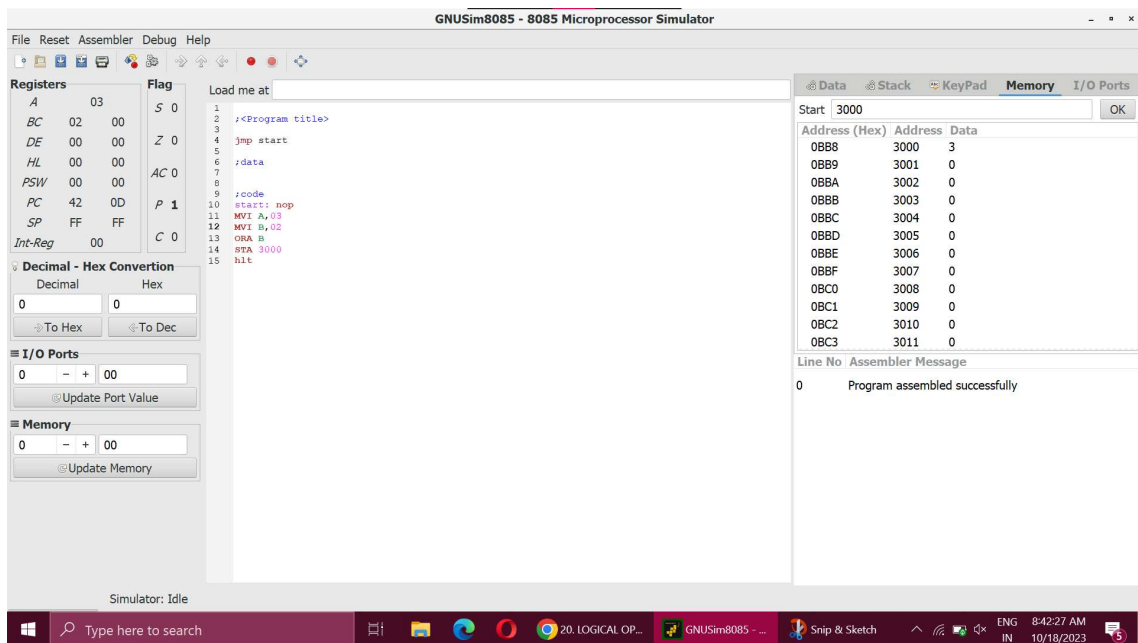 GNUSim8085 - 8085 Microprocessor Simulator
File Reset Assembler Debug Help
Registers
A 03
BC 02 00
DE 00 00
HL 00 00
PSW 00 00
PC 42 0D
SP FF FF
Int-Reg 00
Flag
S 0
Z 0
AC 0
P 1
C 0
Decimal - Hex Convertion
Decimal Hex
0 0
To Hex To Dec
I/O Ports
0 - + 00
Update Port Value
Memory
0 - + 00
Update Memory
Load me at
1
2 ;<Program title>
3
4 jmp start
5
6 ;data
7
8
9 ;code
10 start: nop
11 MVI A,03
12 MVI B,02
13 ORA B
14 STA 3000
15 hlt
Data Stack KeyPad Memory I/O Ports
Start 3000 OK
Address (Hex) Address Data
0BB8 3000 3
0BB9 3001 0
0BBA 3002 0
0BBB 3003 0
0BBC 3004 0
0BBD 3005 0
0BBE 3006 0
0BBF 3007 0
0BC0 3008 0
0BC1 3009 0
0BC2 3010 0
0BC3 3011 0
Line No Assembler Message
0 Program assembled successfully
Simulator: Idle
Type here to search
20. LOGICAL OP...
GNUSim8085 - ...
Snip & Sketch
ENG
IN
8:42:27 AM
10/18/2023
5